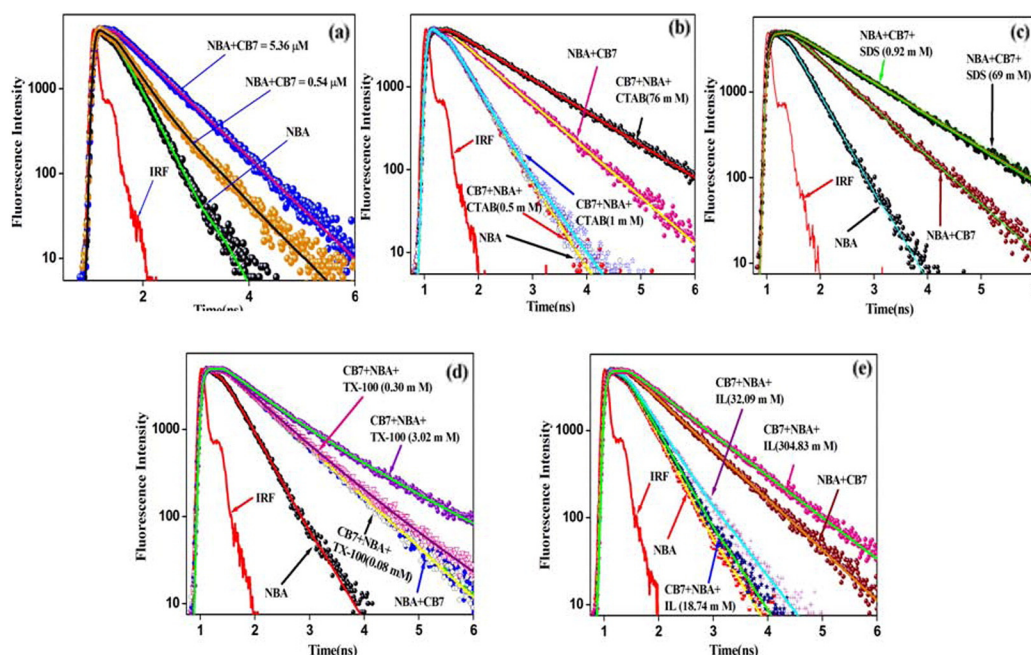 (a)
NBA+CB7 = 5.36 μM
NBA+CB7 = 0.54 μM
NBA
IRF
Fluorescence Intensity
1000
100
10
2
4
6
Time(ns)
(b)
NBA+CB7
CB7+NBA+
CTAB(76 m M)
IRF
CB7+NBA+
CTAB(0.5 m M)
CB7+NBA+
CTAB(1 m M)
NBA
Fluorescence Intensity
1000
100
10
1
2
3
4
5
6
Time(ns)
(c)
NBA+CB7+
SDS (0.92 m M)
NBA+CB7+
SDS (69 m M)
IRF
NBA
NBA+CB7
Fluorescence Intensity
1000
100
10
1
2
3
4
5
Time(ns)
(d)
CB7+NBA+
TX-100 (0.30 m M)
CB7+NBA+
TX-100 (3.02 m M)
IRF
CB7+NBA+
TX-100(0.08 mM)
NBA
NBA+CB7
Fluorescence Intensity
1000
100
10
1
2
3
4
5
6
Time(ns)
(e)
CB7+NBA+
IL(32.09 m M)
CB7+NBA+
IL(304.83 m M)
IRF
NBA+CB7
NBA
CB7+NBA+
IL (18.74 m M)
Fluorescence Intensity
1000
100
10
1
2
3
4
5
6
Time(ns)